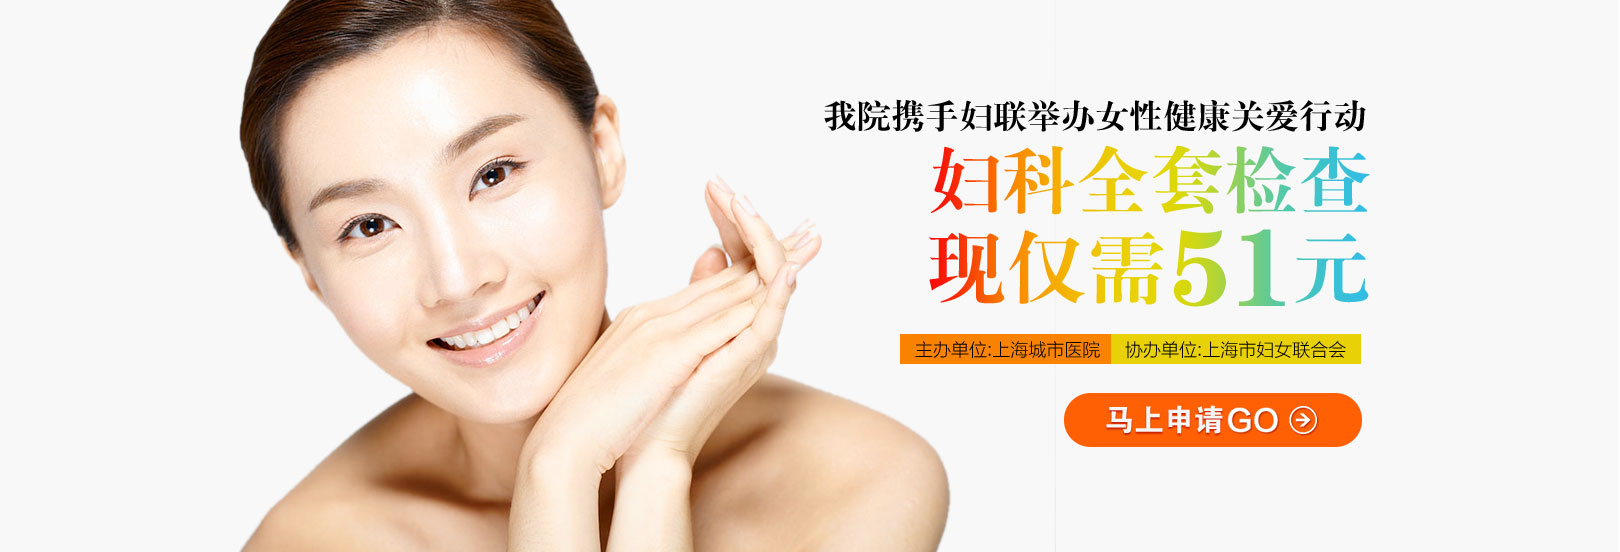 我院携手妇联举办女性健康关爱行动
妇科全套检查
现仅需51元
主办单位:上海城市医院 协办单位:上海市妇女联合会
马上申请GO